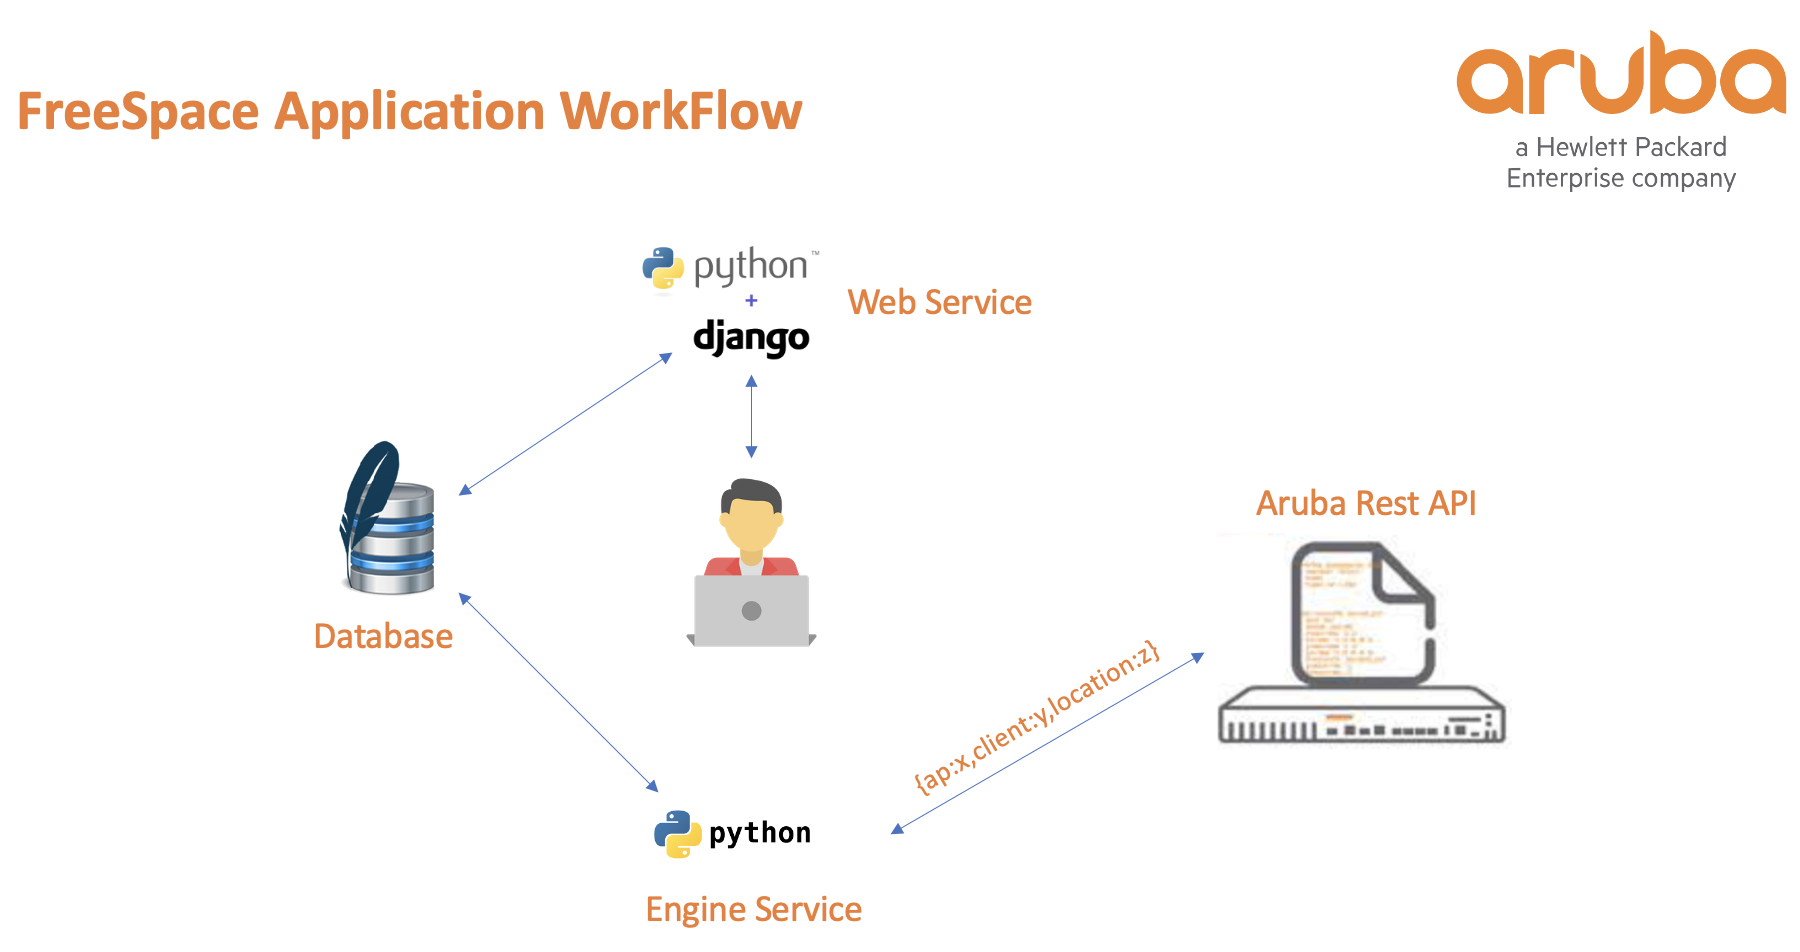 aruba
a Hewlett Packard
Enterprise company
FreeSpace Application WorkFlow
python™
+
django
Web Service
Database
Aruba Rest API
{ap:x,client:y,location:z}
python
Engine Service